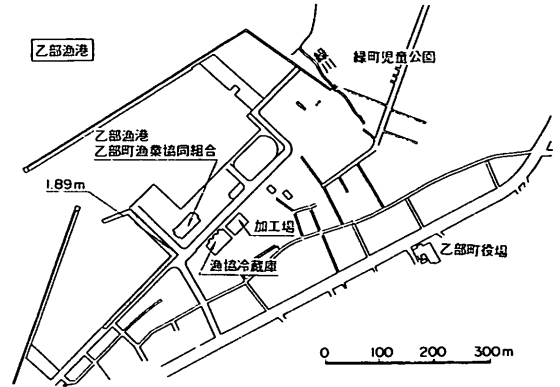 乙部漁港
緑川
緑町児童公園
乙部漁港
乙部町漁業協同組合
1.89m
加工場
漁協冷蔵庫
乙部町役場
0 100 200 300m